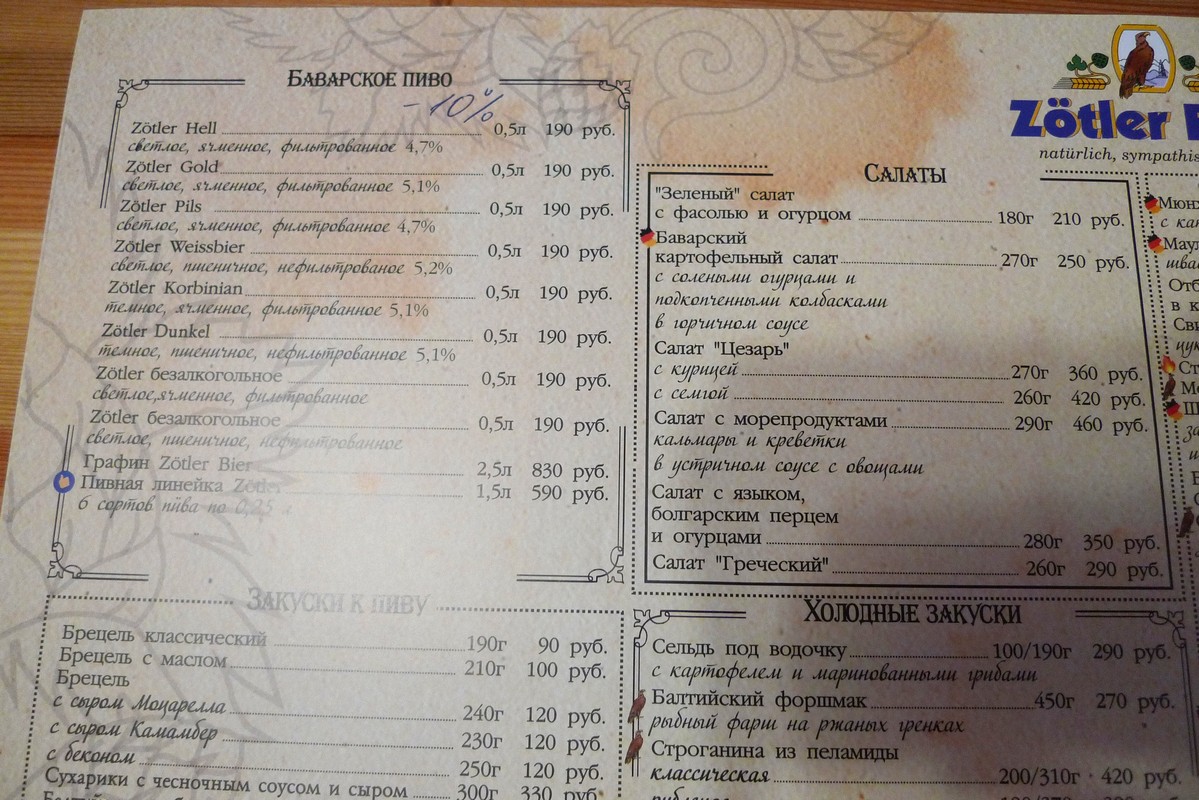 Баварское пиво
-10%
Zötler Hell 0,5л 190 руб.
светлое, ячменное, фильтрованное 4,7%
Zötler Gold 0,5л 190 руб.
светлое, ячменное, фильтрованное 5,1%
Zötler Pils 0,5л 190 руб.
светлое, ячменное, фильтрованное 4,7%
Zötler Weissbier 0,5л 190 руб.
светлое, пшеничное, нефильтрованое 5,2%
Zötler Korbinian 0,5л 190 руб.
темное, ячменное, фильтрованное 5,1%
Zötler Dunkel 0,5л 190 руб.
темное, пшеничное, нефильтрованное 5,1%
Zötler безалкогольное 0,5л 190 руб.
светлое,ячменное, фильтрованное
Zötler безалкогольное 0,5л 190 руб.
светлое, пшеничное, нефильтрованное
Графин Zötler Bier 2,5л 830 руб.
Пивная линейка Zötler 1,5л 590 руб.
6 сортов пива по 0,25 л
Закуски к пиву
Брецель классический 190г 90 руб.
Брецель с маслом 210г 100 руб.
Брецель
с сыром Моцарелла 240г 120 руб.
с сыром Камамбер 230г 120 руб.
с беконом 250г 120 руб.
Сухарики с чесночным соусом и сыром 300г 330 руб.
Zötler
natürlich,
Салаты
"Зеленый" салат
с фасолью и огурцом 180г 210 руб.
Баварский
картофельный салат 270г 250 руб.
с солеными огурцами и
подкопченными колбасками
в горчичном соусе
Салат "Цезарь"
с курицей 270г 360 руб.
с семгой 260г 420 руб.
Салат с морепродуктами 290г 460 руб.
кальмары и креветки
в устричном соусе с овощами
Салат с языком,
болгарским перцем
и огурцами 280г 350 руб.
Салат "Греческий" 260г 290 руб.
Холодные закуски
Сельдь под водочку 100/190г 290 руб.
с картофелем и маринованными грибами
Балтийский форшмак 450г 270 руб.
рыбный фарш на ржаных гренках
Строганина из пеламиды
классическая 200/310г 420 руб.